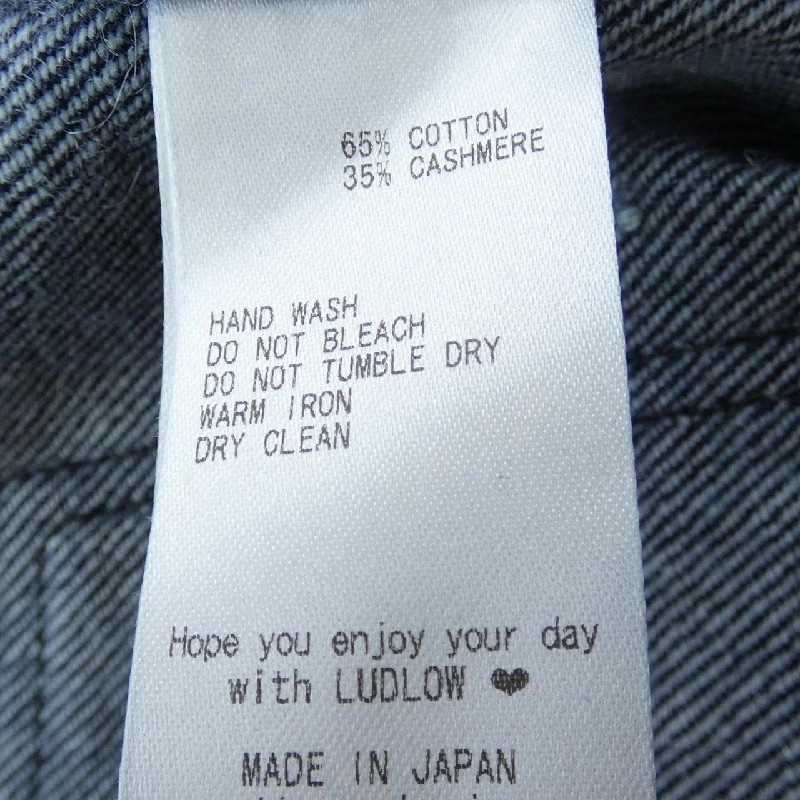 65% COTTON
35% CASHMERE
HAND WASH
DO NOT BLEACH
DO NOT TUMBLE DRY
WARM IRON
DRY CLEAN
Hope you enjoy your day
with LUDLOW ♥
MADE IN JAPAN